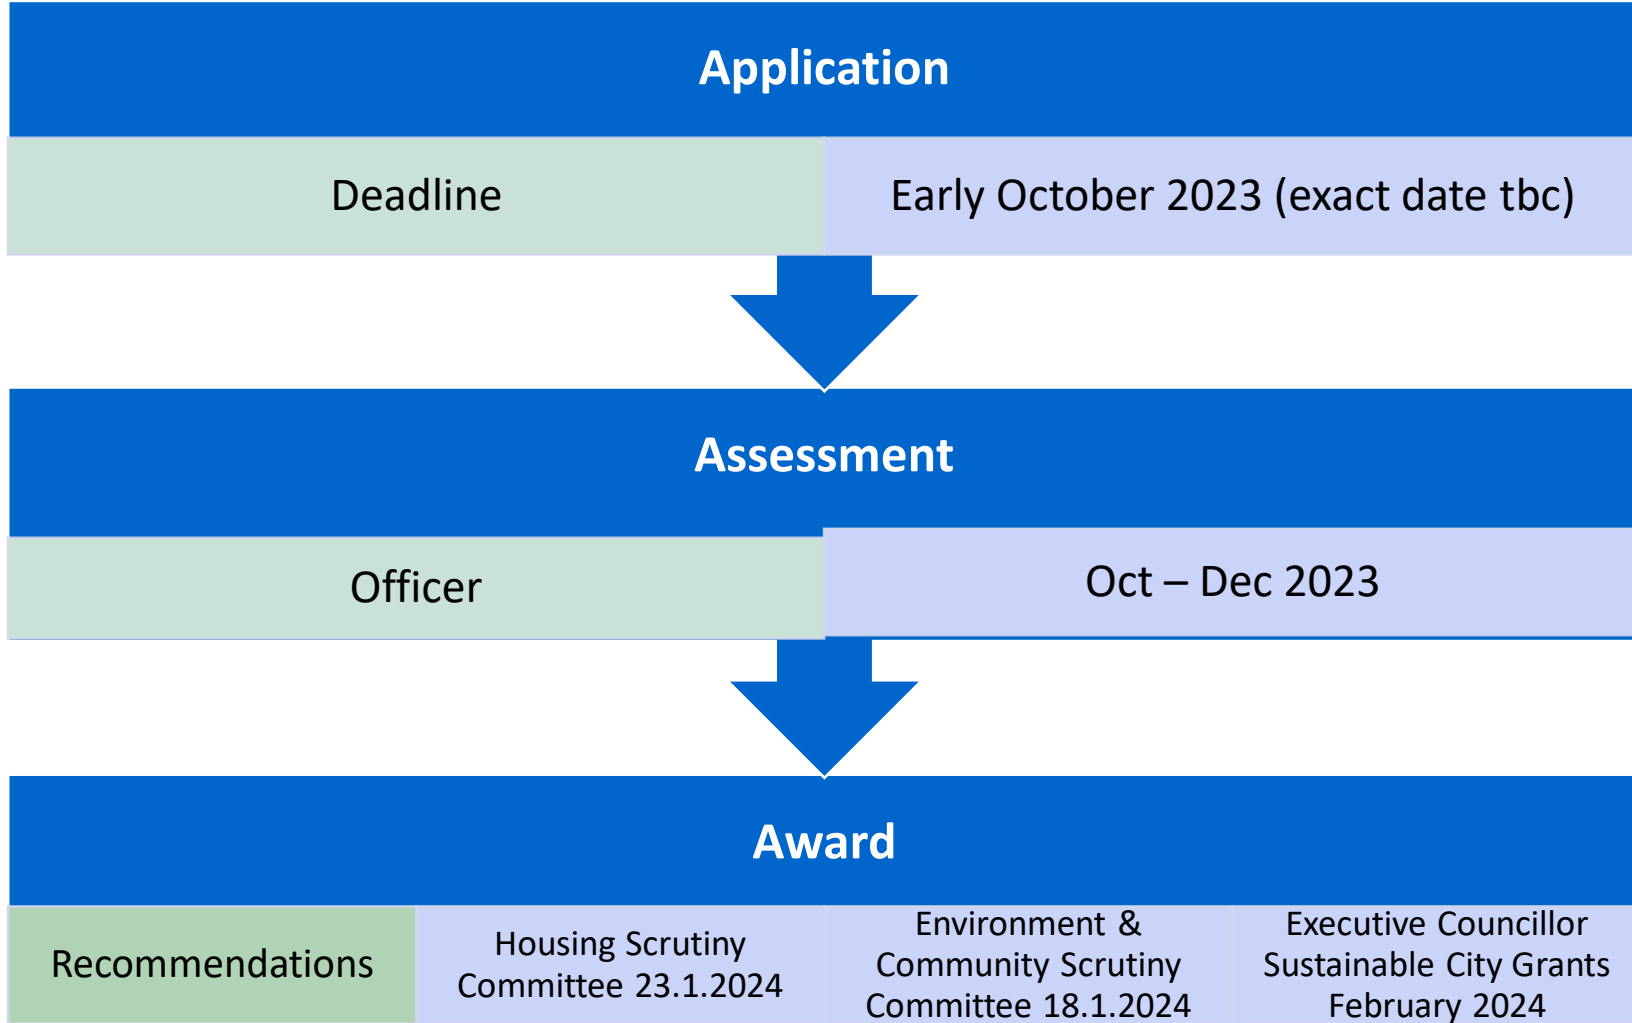 Application
Deadline
Early October 2023 (exact date tbc)
Assessment
Officer
Oct – Dec 2023
Award
Recommendations
Housing Scrutiny
Committee 23.1.2024
Environment &
Community Scrutiny
Committee 18.1.2024
Executive Councillor
Sustainable City Grants
February 2024